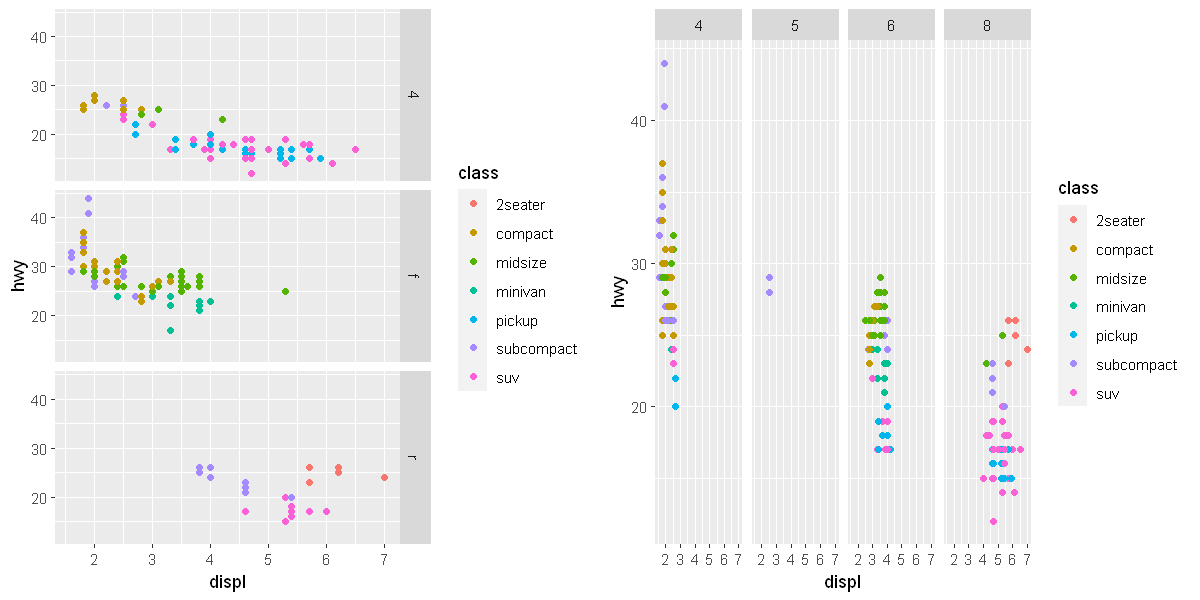 40
30
20
4
40
30
20
f
40
30
20
r
2 3 4 5 6 7
displ
hwy
class
2seater
compact
midsize
minivan
pickup
subcompact
suv
4 5 6 8
40
30
20
2 3 4 5 6 7 2 3 4 5 6 7 2 3 4 5 6 7 2 3 4 5 6 7
displ
hwy
class
2seater
compact
midsize
minivan
pickup
subcompact
suv